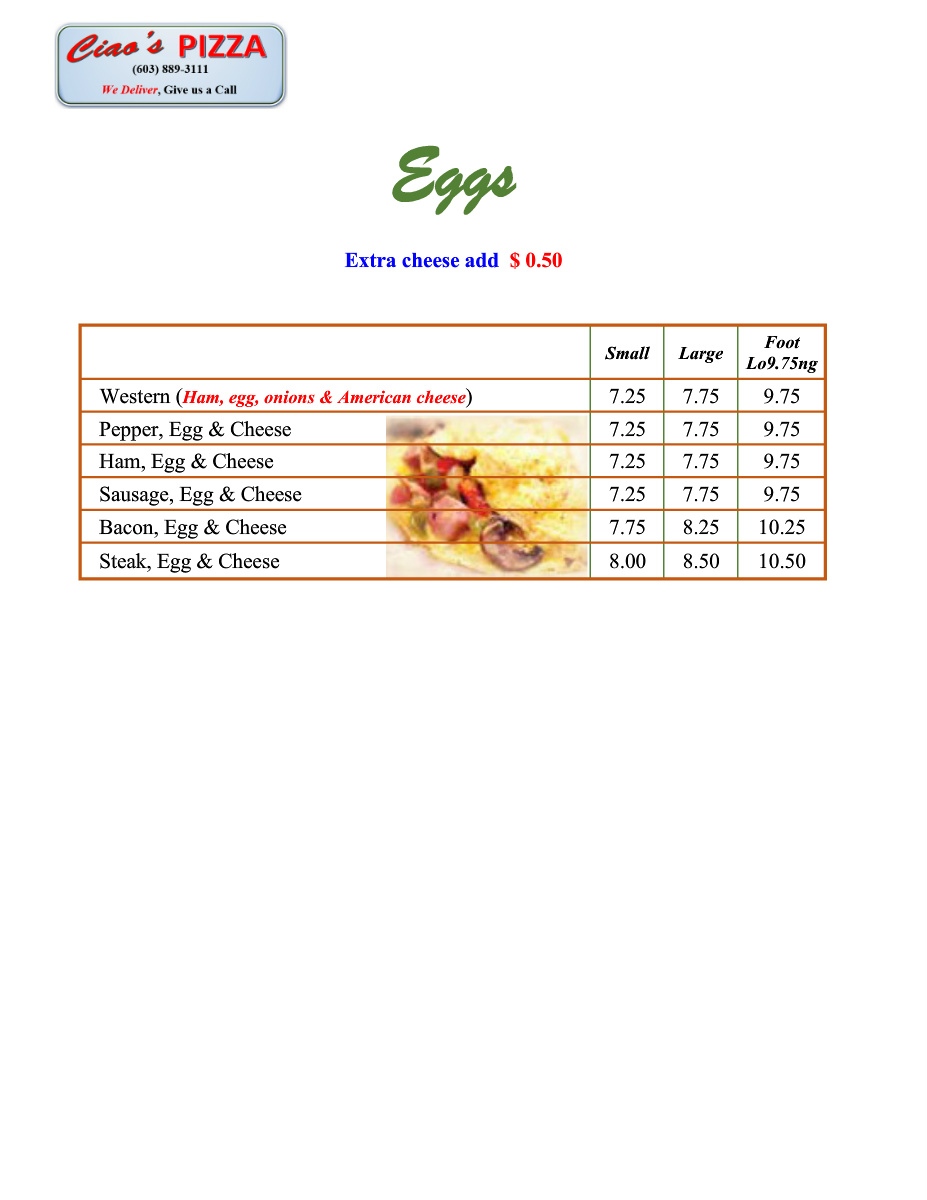 Ciao's PIZZA
(603) 889-3111
We Deliver, Give us a Call
Eggs
Extra cheese add $ 0.50
Small Large Foot
Lo9.75ng
Western (Ham, egg, onions & American cheese) 7.25 7.75 9.75
Pepper, Egg & Cheese 7.25 7.75 9.75
Ham, Egg & Cheese 7.25 7.75 9.75
Sausage, Egg & Cheese 7.25 7.75 9.75
Bacon, Egg & Cheese 7.75 8.25 10.25
Steak, Egg & Cheese 8.00 8.50 10.50